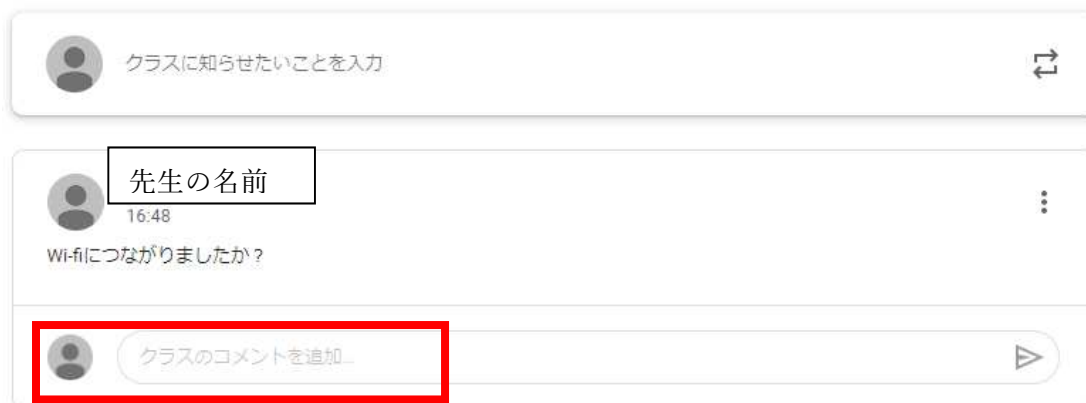 クラスに知らせたいことを入力
先生の名前
16:48
Wi-fiにつながりましたか？
クラスのコメントを追加...